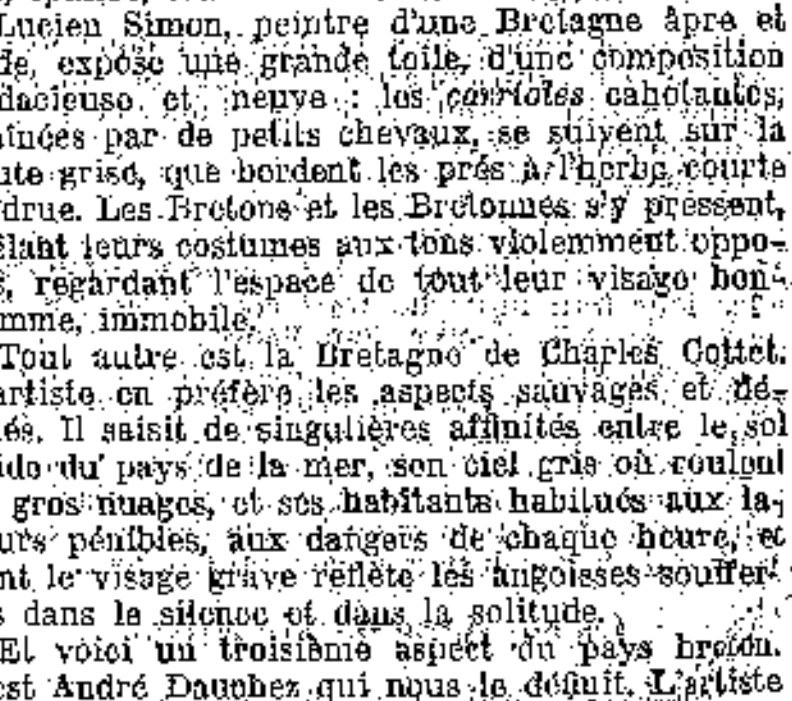 Lucien Simon, peintre d'une Bretagne âpre et
de, expose une grande toile, d'une composition
dacieuse et neuve : les carrioles cahotantes,
aînées par de petits chevaux, se suivent sur la
ute grise, que bordent les prés à l'herbe courte
drue. Les Bretons et les Bretonnes s'y pressent,
êlant leurs costumes aux tons violemment oppo-
s, regardant l'espace de tout leur visage bon-
mme, immobile.
Tout autre est la Bretagne de Charles Cottet.
artiste en préfère les aspects sauvages et dé-
és. Il saisit de singulières affinités entre le sol
ide du pays de la mer, son ciel gris où roulent
gros nuages, et ses habitants habitués aux la-
urs pénibles, aux dangers de chaque heure, et
nt le visage grave reflète les angoisses souffer-
s dans le silence et dans la solitude.
Et voici un troisième aspect du pays breton.
est André Dauchez qui nous le définit. L'artiste